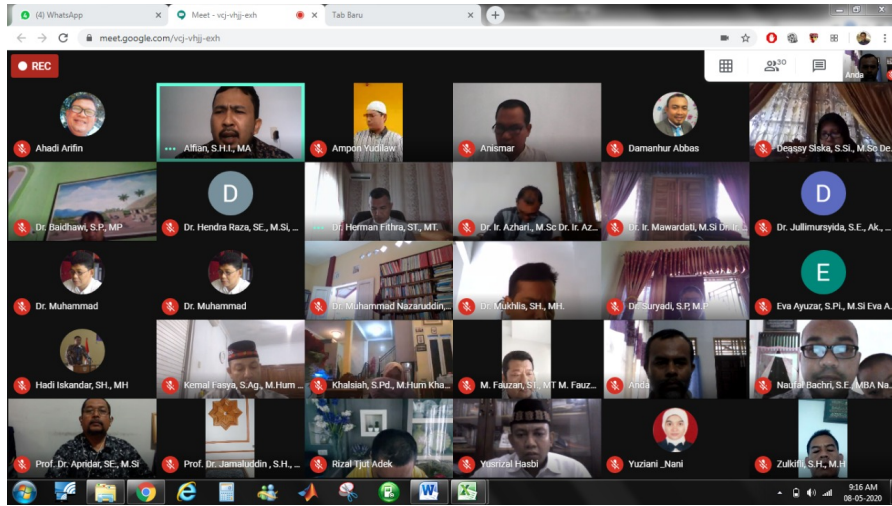 (4) WhatsApp
Meet - vcj-vhjj-exh
Tab Baru
meet.google.com/vcj-vhjj-exh
REC
30
Anda
Ahadi Arifin
Alfian, S.H.I., MA
Ampon Yudilaw
Anismar
Damanhur Abbas
Deassy Siska, S.Si., M.Sc De...
Dr. Baidhawi, S.P., MP
D
Dr. Hendra Raza, SE., M.Si, ...
Dr. Herman Fithra, ST., MT.
Dr. Ir. Azhari., M.Sc Dr. Ir. Az...
Dr. Ir. Mawardati, M.Si Dr. Ir...
D
Dr. Jullimursyida, S.E., Ak., ...
Dr. Muhammad
Dr. Muhammad
Dr. Muhammad Nazaruddin,...
Dr. Mukhlis, SH., MH.
Dr. Suryadi, S.P, M.P
E
Eva Ayuzar, S.Pi., M.Si Eva A...
Hadi Iskandar, SH., MH
Kemal Fasya, S.Ag., M.Hum ...
Khalsiah, S.Pd., M.Hum Kha...
M. Fauzan, ST., MT M. Fauz...
Anda
Naufal Bachri, S.E., MBA Na...
Prof. Dr. Apridar, SE., M.Si
Prof. Dr. Jamaluddin , S.H., ...
Rizal Tjut Adek
Yusrizal Hasbi
Yuziani _Nani
Zulkifli, S.H., M.H
9:16 AM
08-05-2020